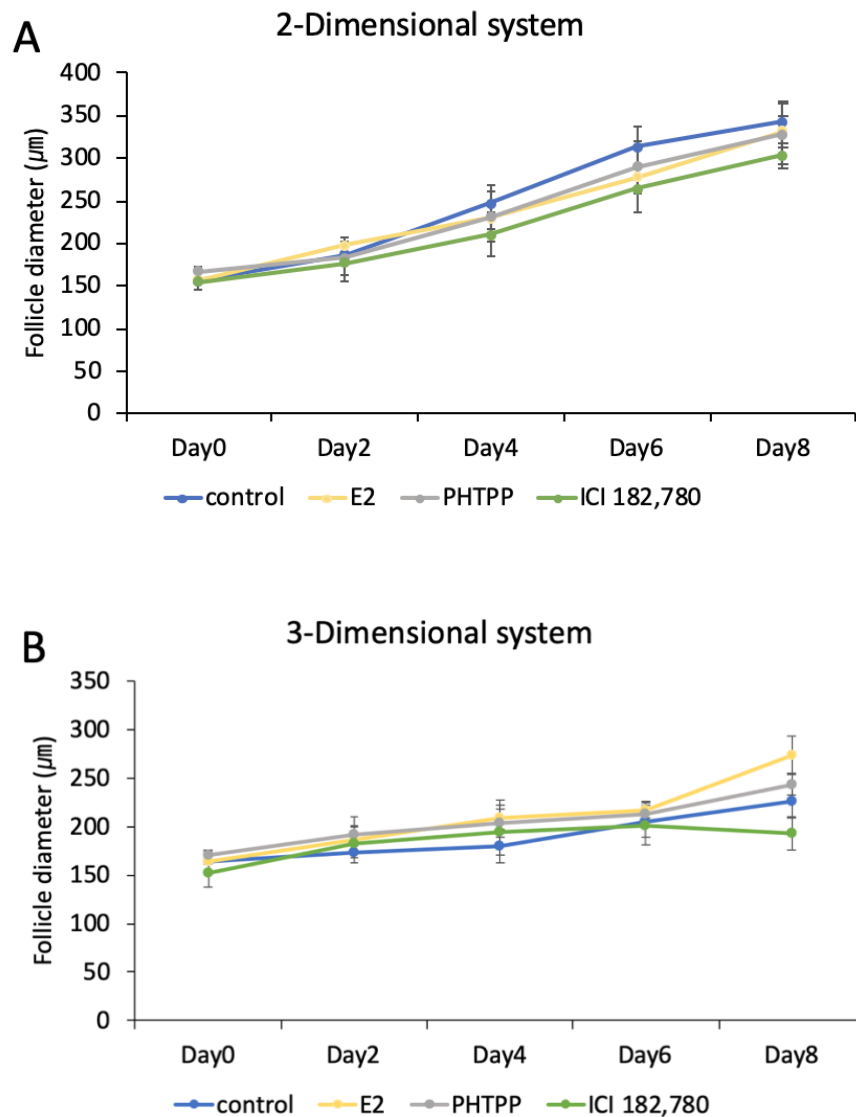 A
2-Dimensional system
Follicle diameter (㎛)
400
350
300
250
200
150
100
50
0
Day0 Day2 Day4 Day6 Day8
control E2 PHTPP ICI 182,780
B
3-Dimensional system
Follicle diameter (㎛)
350
300
250
200
150
100
50
0
Day0 Day2 Day4 Day6 Day8
control E2 PHTPP ICI 182,780